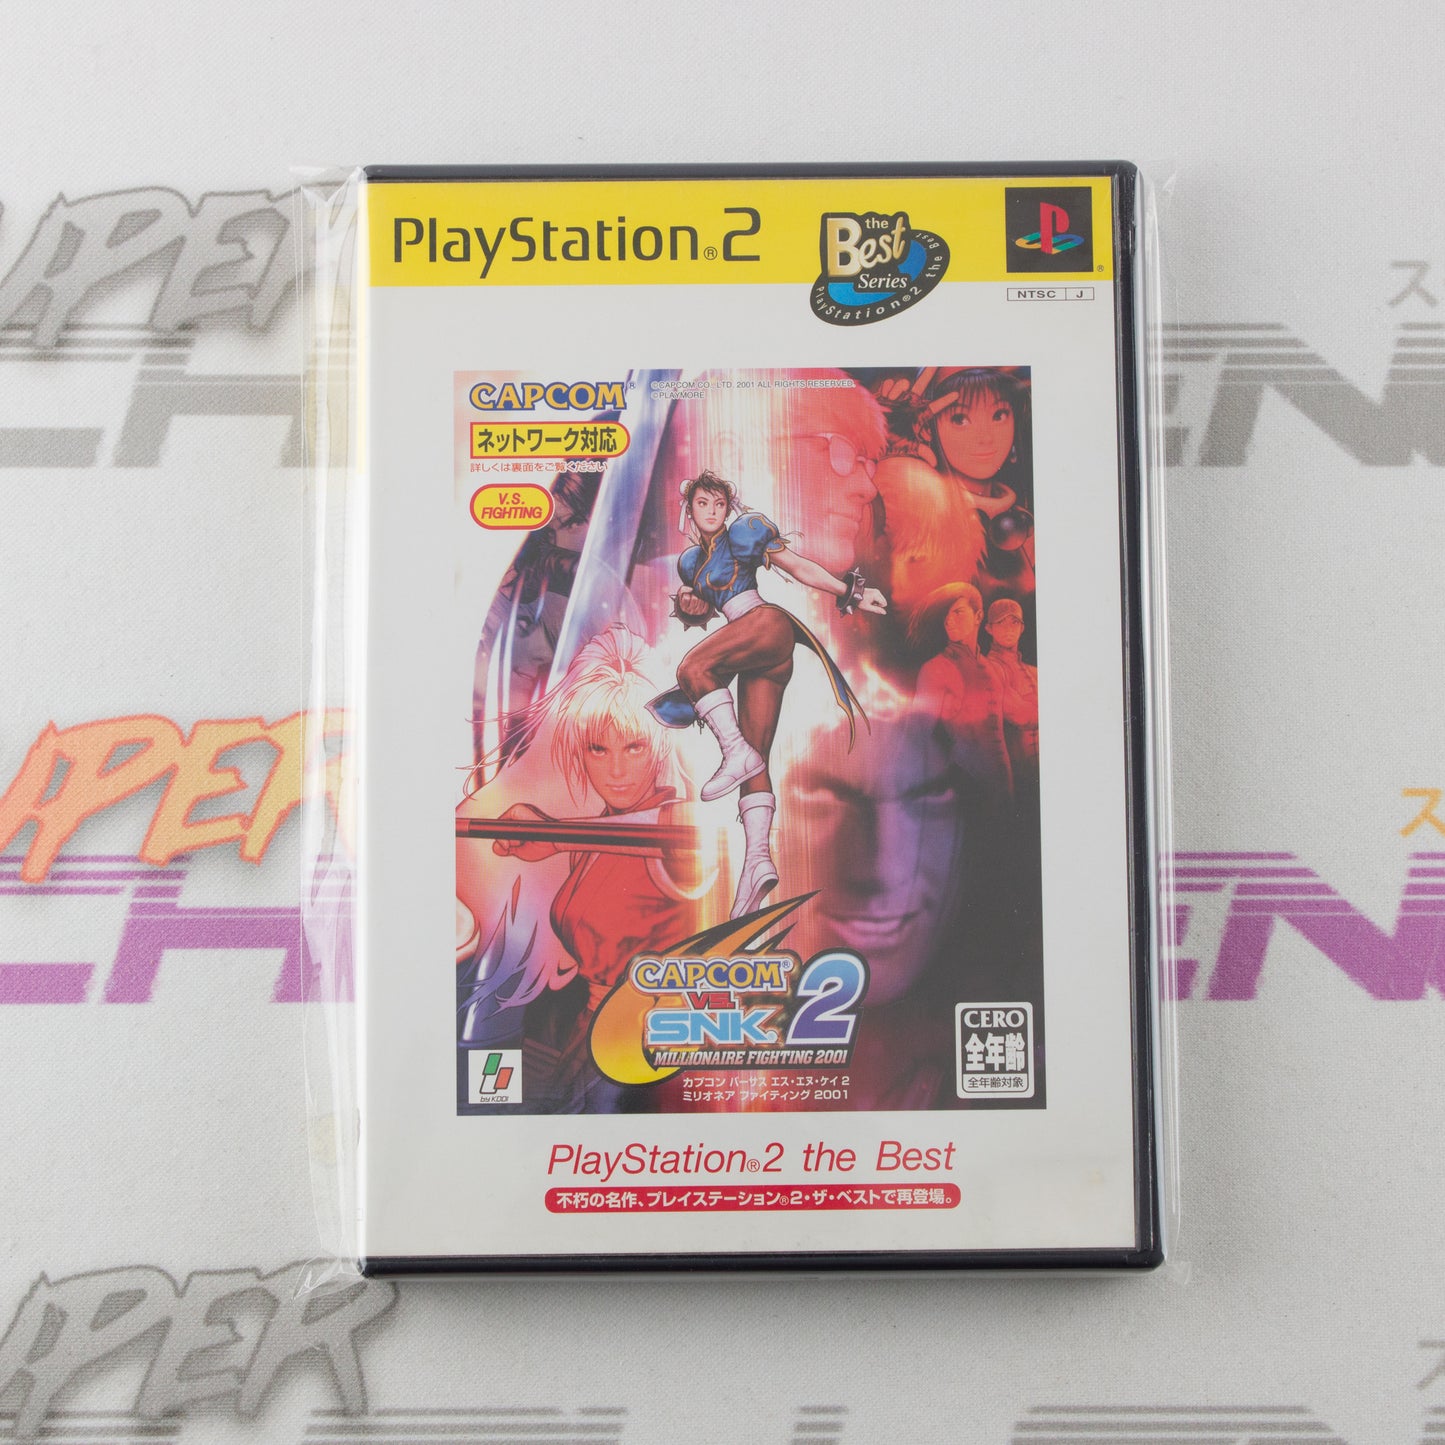 PlayStation®2
the Best Series
PlayStation®2 the Best
NTSC J
CAPCOM®
©CAPCOM CO., LTD. 2001 ALL RIGHTS RESERVED.
©PLAYMORE
ネットワーク対応
詳しくは裏面をご覧ください
V.S.
FIGHTING
CAPCOM®
VS.
SNK. 2
MILLIONAIRE FIGHTING 2001
カプコン バーサス エス・エヌ・ケイ 2
ミリオネア ファイティング 2001
by KDDI
CERO
全年齢
全年齢対象
PlayStation®2 the Best
不朽の名作、プレイステーション®2・ザ・ベストで再登場。